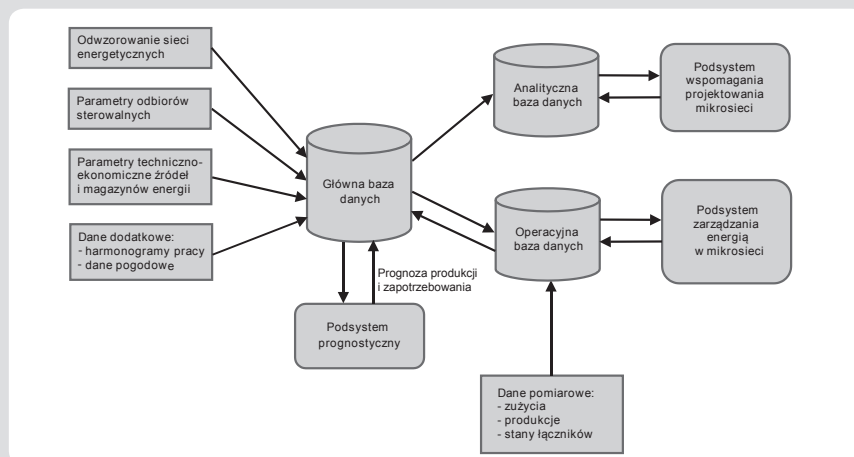 Odwzorowanie sieci
energetycznych
Parametry odbiorów
sterowalnych
Parametry techniczno-
ekonomiczne źródeł
i magazynów energii
Dane dodatkowe:
- harmonogramy pracy
- dane pogodowę
Główna baza
danych
Prognoza produkcji
i zapotrzebowania
Podsystem
prognostyczny
Analityczna
baza danych
Podsystem
wspomagania
projektowania
mikrosieci
Operacyjna
baza danych
Podsystem
zarządzania
energią
w mikrosieci
Dane pomiarowe:
- zużycia
- produkcje
- stany łączników